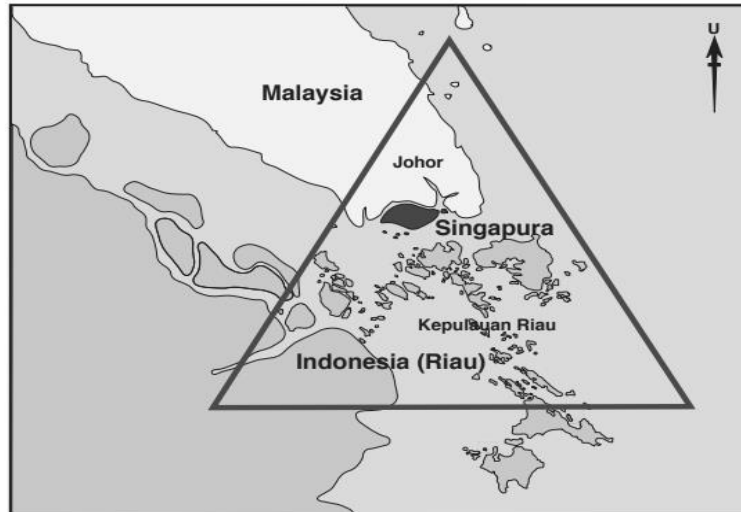 U
Malaysia
Johor
Singapura
Kepulauan Riau
Indonesia (Riau)